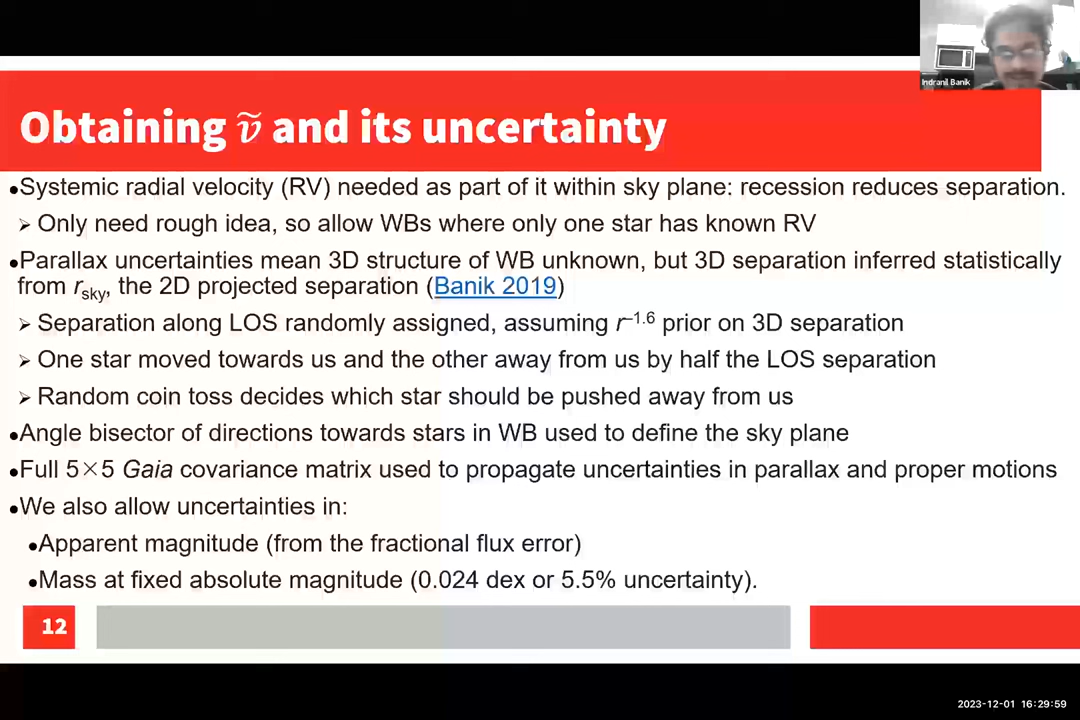 Indranil Banik
Obtaining ṽ and its uncertainty
●Systemic radial velocity (RV) needed as part of it within sky plane: recession reduces separation.
➢ Only need rough idea, so allow WBs where only one star has known RV
●Parallax uncertainties mean 3D structure of WB unknown, but 3D separation inferred statistically
from r_sky, the 2D projected separation (Banik 2019)
➢ Separation along LOS randomly assigned, assuming r⁻¹·⁶ prior on 3D separation
➢ One star moved towards us and the other away from us by half the LOS separation
➢ Random coin toss decides which star should be pushed away from us
●Angle bisector of directions towards stars in WB used to define the sky plane
●Full 5×5 Gaia covariance matrix used to propagate uncertainties in parallax and proper motions
●We also allow uncertainties in:
●Apparent magnitude (from the fractional flux error)
●Mass at fixed absolute magnitude (0.024 dex or 5.5% uncertainty).
12
2023-12-01 16:29:59